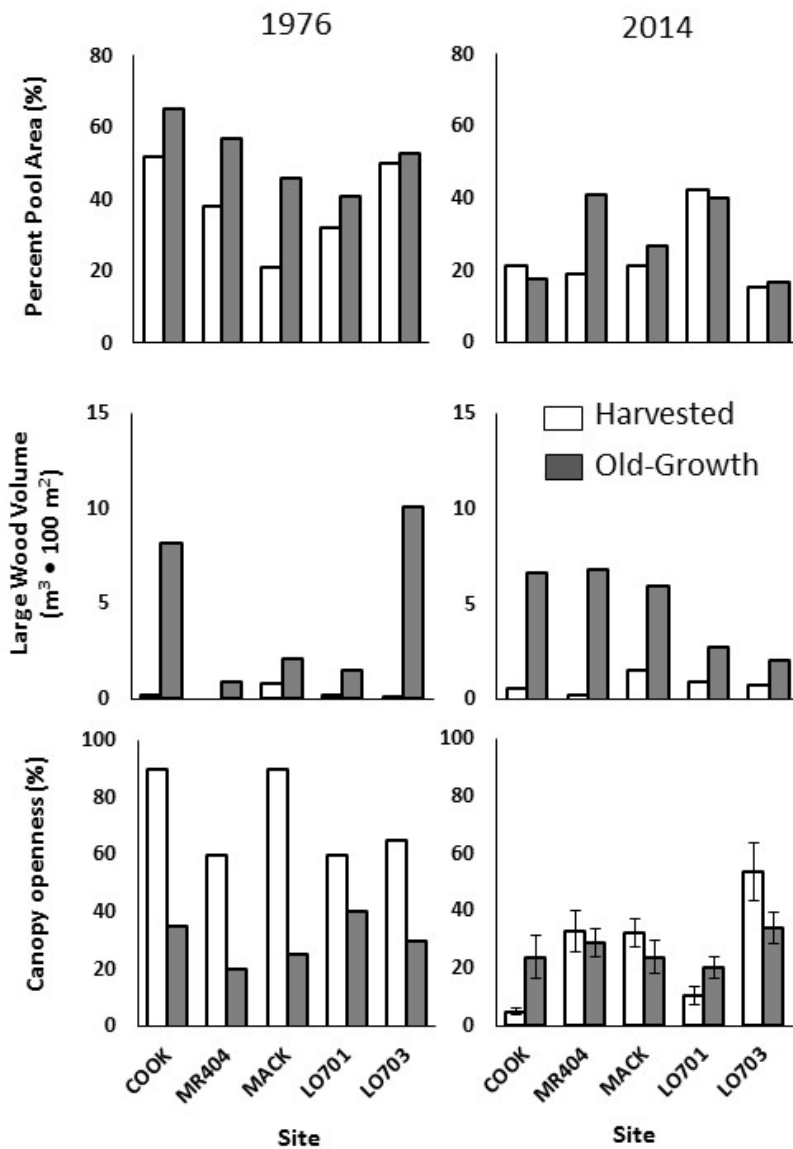 1976
2014
Percent Pool Area (%)
80
60
40
20
0
80
60
40
20
0
Large Wood Volume
(m³ • 100 m²)
15
10
5
0
15
10
5
0
Harvested
Old-Growth
Canopy openness (%)
100
80
60
40
20
0
100
80
60
40
20
0
COOK
MR404
MACK
LO701
LO703
COOK
MR404
MACK
LO701
LO703
Site
Site